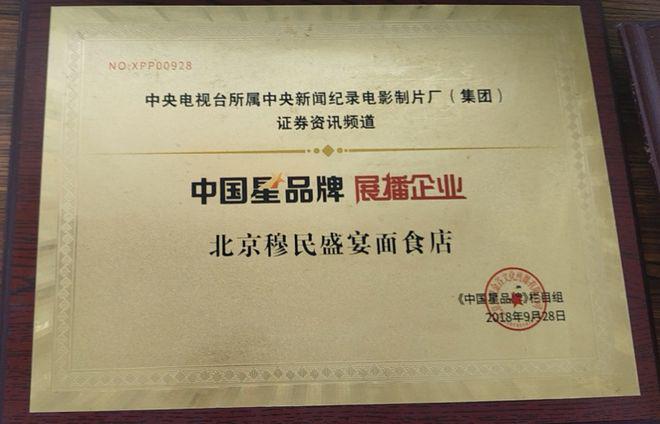 NO:XPP00928
中央电视台所属中央新闻纪录电影制片厂（集团）
证券资讯频道
中国星品牌 展播企业
北京穆民盛宴面食店
《中国星品牌》栏目组
2018年9月28日